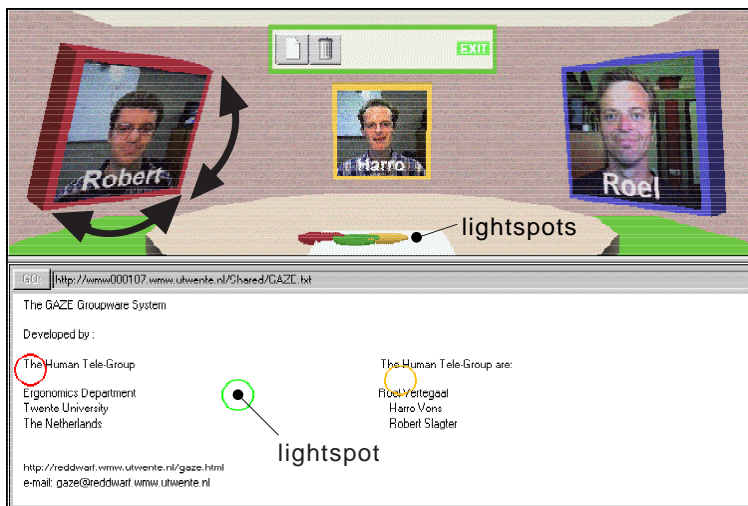 EXIT
Robert
Harro
Roel
lightspots
GO: http://wmw000107.wmw.utwente.nl/Shared/GAZE.txt
The GAZE Groupware System
Developed by :
The Human Tele-Group
The Human Tele-Group are:
Ergonomics Department
Roel Vertegaal
Twente University
Harro Vons
The Netherlands
Robert Slagter
lightspot
http://reddwarf.wmw.utwente.nl/gaze.html
e-mail: gaze@reddwarf.wmw.utwente.nl